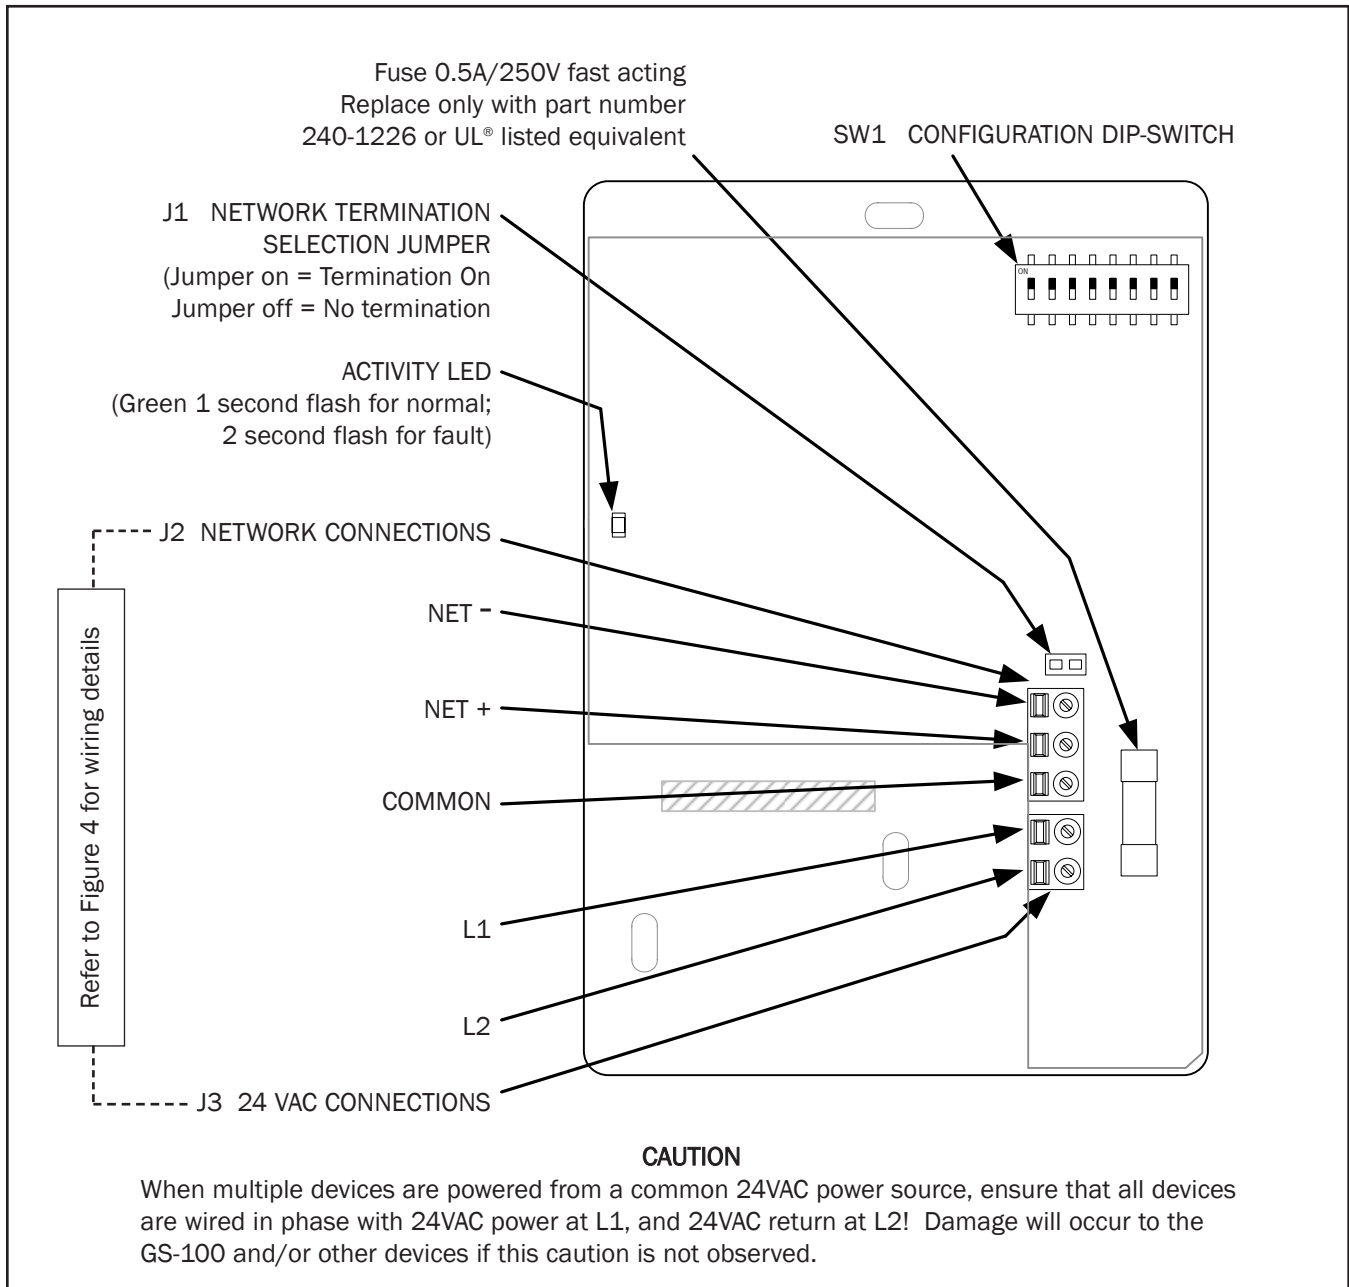 Fuse 0.5A/250V fast acting
Replace only with part number
240-1226 or UL® listed equivalent
SW1 CONFIGURATION DIP-SWITCH
J1 NETWORK TERMINATION
SELECTION JUMPER
(Jumper on = Termination On
Jumper off = No termination
ON
ACTIVITY LED
(Green 1 second flash for normal;
2 second flash for fault)
J2 NETWORK CONNECTIONS
NET -
NET +
COMMON
L1
L2
J3 24 VAC CONNECTIONS
Refer to Figure 4 for wiring details
CAUTION
When multiple devices are powered from a common 24VAC power source, ensure that all devices
are wired in phase with 24VAC power at L1, and 24VAC return at L2! Damage will occur to the
GS-100 and/or other devices if this caution is not observed.